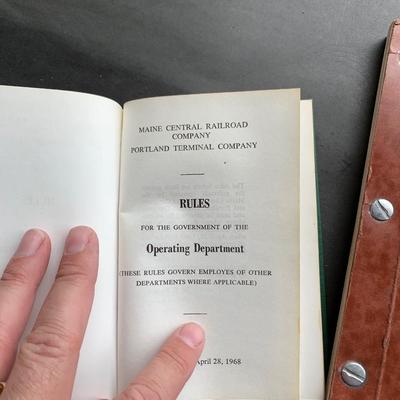 MAINE CENTRAL RAILROAD
COMPANY
PORTLAND TERMINAL COMPANY
RULES
FOR THE GOVERNMENT OF THE
Operating Department
(THESE RULES GOVERN EMPLOYES OF OTHER
DEPARTMENTS WHERE APPLICABLE)
April 28, 1968